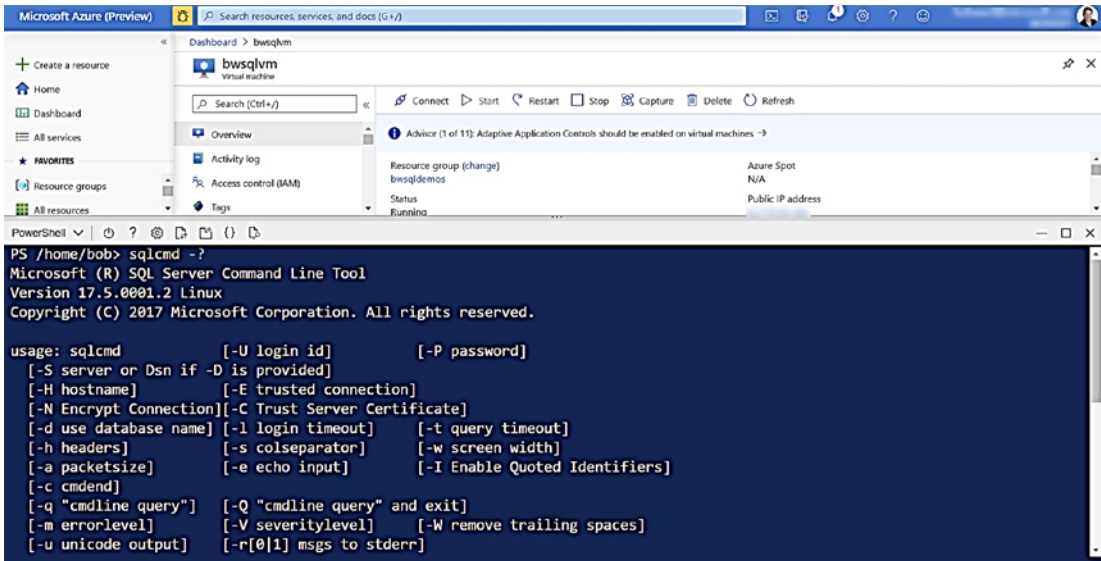 Microsoft Azure (Preview) Search resources, services, and docs (G+/) 1 ?
« Dashboard > bwsqlvm
Create a resource
bwsqlvm
Virtual machine
Home
Dashboard
All services
FAVORITES
Resource groups
All resources
Search (Ctrl+/) «
Overview
Activity log
Access control (IAM)
Tags
Connect Start Restart Stop Capture Delete Refresh
Advisor (1 of 11): Adaptive Application Controls should be enabled on virtual machines →
Resource group (change)
bwsqldemos
Status
Running
Azure Spot
N/A
Public IP address
PowerShell ? {}
PS /home/bob> sqlcmd -?
Microsoft (R) SQL Server Command Line Tool
Version 17.5.0001.2 Linux
Copyright (C) 2017 Microsoft Corporation. All rights reserved.
usage: sqlcmd [-U login id] [-P password]
[-S server or Dsn if -D is provided]
[-H hostname] [-E trusted connection]
[-N Encrypt Connection][-C Trust Server Certificate]
[-d use database name] [-l login timeout] [-t query timeout]
[-h headers] [-s colseparator] [-w screen width]
[-a packetsize] [-e echo input] [-I Enable Quoted Identifiers]
[-c cmdend]
[-q "cmdline query"] [-Q "cmdline query" and exit]
[-m errorlevel] [-V severitylevel] [-W remove trailing spaces]
[-u unicode output] [-r[0|1] msgs to stderr]